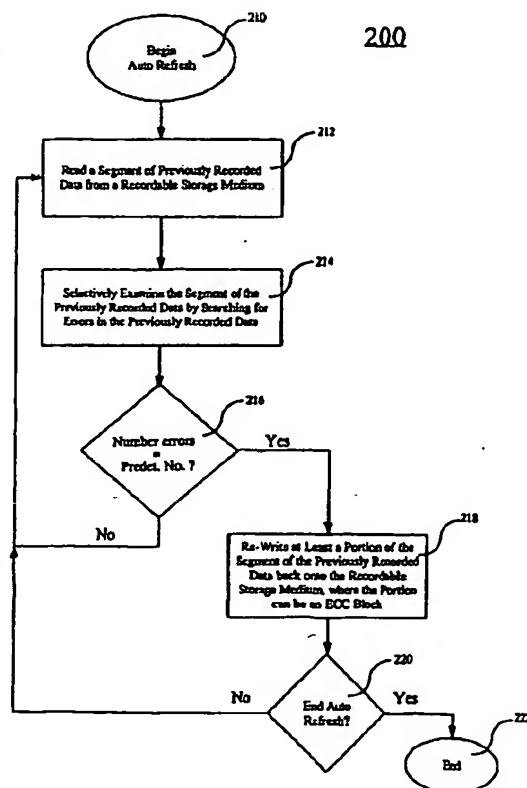 200
210
Begin
Auto Refresh
212
Read a Segment of Previously Recorded
Data from a Recordable Storage Medium
214
Selectively Examine the Segment of the
Previously Recorded Data by Searching for
Errors in the Previously Recorded Data
216
Number errors
=
Predet. No. ?
Yes
No
218
Re-Write at Least a Portion of the
Segment of the Previously Recorded
Data back onto the Recordable
Storage Medium, where the Portion
can be an ECC Block
220
End Auto
Refresh?
No
Yes
22
End